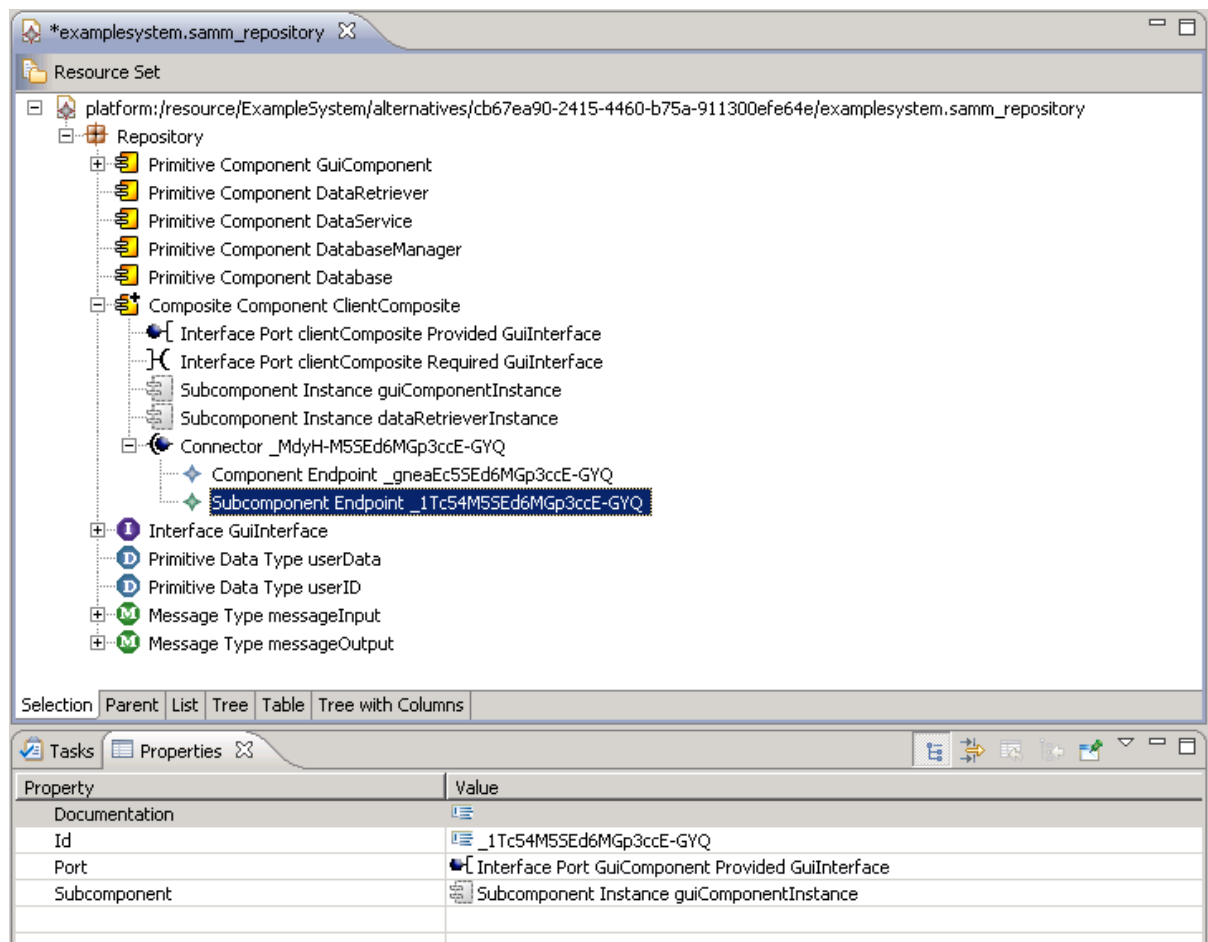 *examplesystem.samm_repository
Resource Set
platform:/resource/ExampleSystem/alternatives/cb67ea90-2415-4460-b75a-911300efe64e/examplesystem.samm_repository
Repository
Primitive Component GuiComponent
Primitive Component DataRetriever
Primitive Component DataService
Primitive Component DatabaseManager
Primitive Component Database
Composite Component ClientComposite
Interface Port clientComposite Provided GuiInterface
Interface Port clientComposite Required GuiInterface
Subcomponent Instance guiComponentInstance
Subcomponent Instance dataRetrieverInstance
Connector _MdyH-M5SEd6MGp3ccE-GYQ
Component Endpoint _gneaEc5SEd6MGp3ccE-GYQ
Subcomponent Endpoint _1Tc54M5SEd6MGp3ccE-GYQ
I Interface GuiInterface
D Primitive Data Type userData
D Primitive Data Type userID
M Message Type messageInput
M Message Type messageOutput
Selection Parent List Tree Table Tree with Columns
Tasks Properties
Property Value
Documentation
Id _1Tc54M5SEd6MGp3ccE-GYQ
Port Interface Port GuiComponent Provided GuiInterface
Subcomponent Subcomponent Instance guiComponentInstance